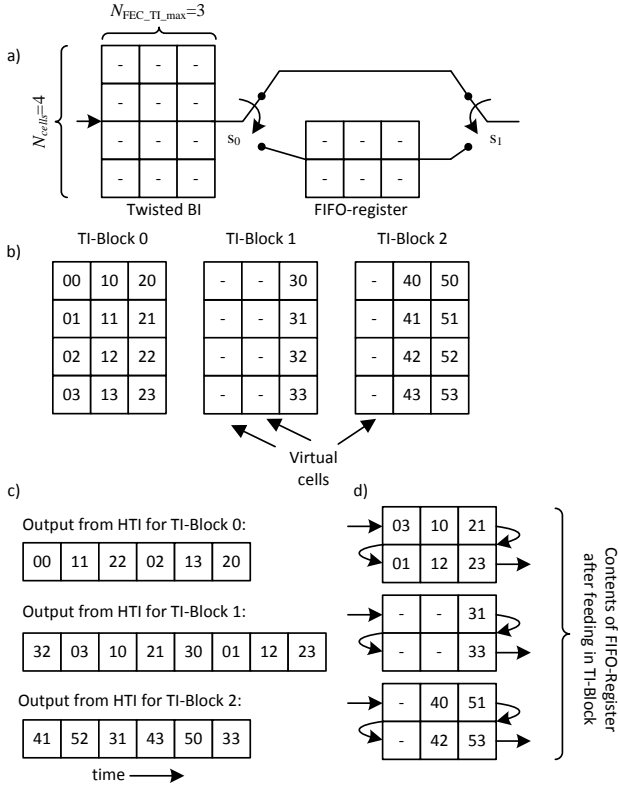 N_FEC_TI_max=3
a)
N_cells=4
- - -
- - -
- - -
- - -
s0
s1
- - -
- - -
Twisted BI
FIFO-register
b)
TI-Block 0
TI-Block 1
TI-Block 2
00 10 20
01 11 21
02 12 22
03 13 23
- - 30
- - 31
- - 32
- - 33
- 40 50
- 41 51
- 42 52
- 43 53
Virtual
cells
c)
Output from HTI for TI-Block 0:
00 11 22 02 13 20
Output from HTI for TI-Block 1:
32 03 10 21 30 01 12 23
Output from HTI for TI-Block 2:
41 52 31 43 50 33
time
d)
03 10 21
01 12 23
- - 31
- - 33
- 40 51
- 42 53
Contents of FIFO-Register
after feeding in TI-Block